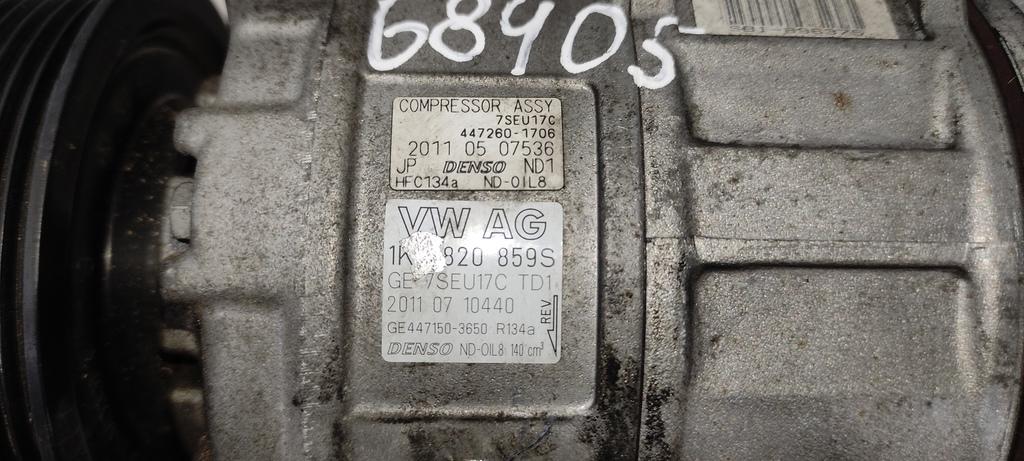 68905
COMPRESSOR ASSY
7SEU17C
447260-1706
2011 05 07536
JP DENSO ND1
HFC134a ND-OIL8
VW AG
820 859S
GE 7SEU17C TD1
2011 07 10440
GE447150-3650 R134a
REV
DENSO ND-OIL8 140 cm³